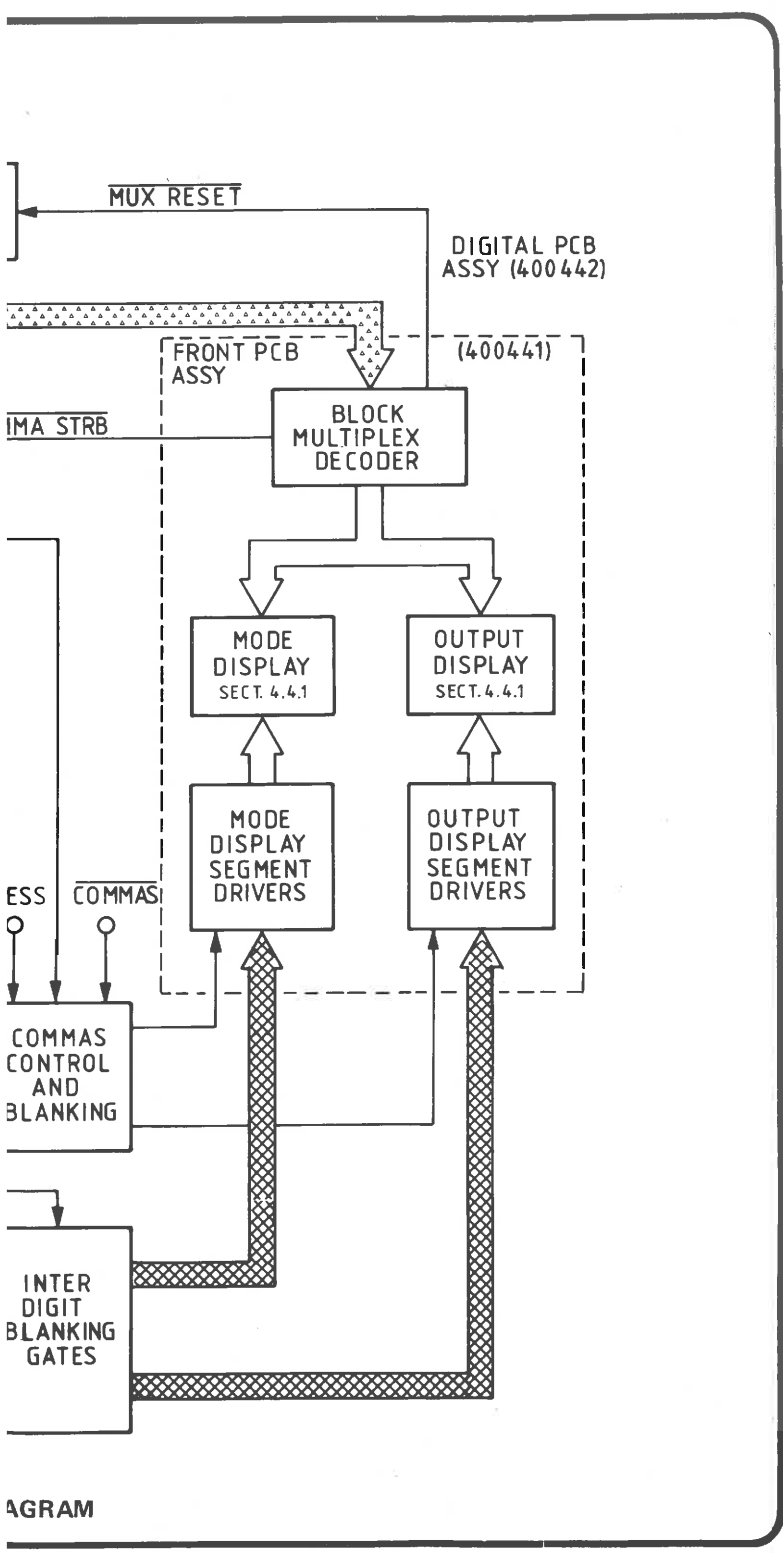 MUX RESET
DIGITAL PCB
ASSY (400442)
FRONT PCB
ASSY
(400441)
BLOCK
MULTIPLEX
DECODER
IMA STRB
MODE
DISPLAY
SECT. 4.4.1
OUTPUT
DISPLAY
SECT.4.4.1
MODE
DISPLAY
SEGMENT
DRIVERS
OUTPUT
DISPLAY
SEGMENT
DRIVERS
ESS
COMMAS
COMMAS
CONTROL
AND
BLANKING
INTER
DIGIT
BLANKING
GATES
AGRAM